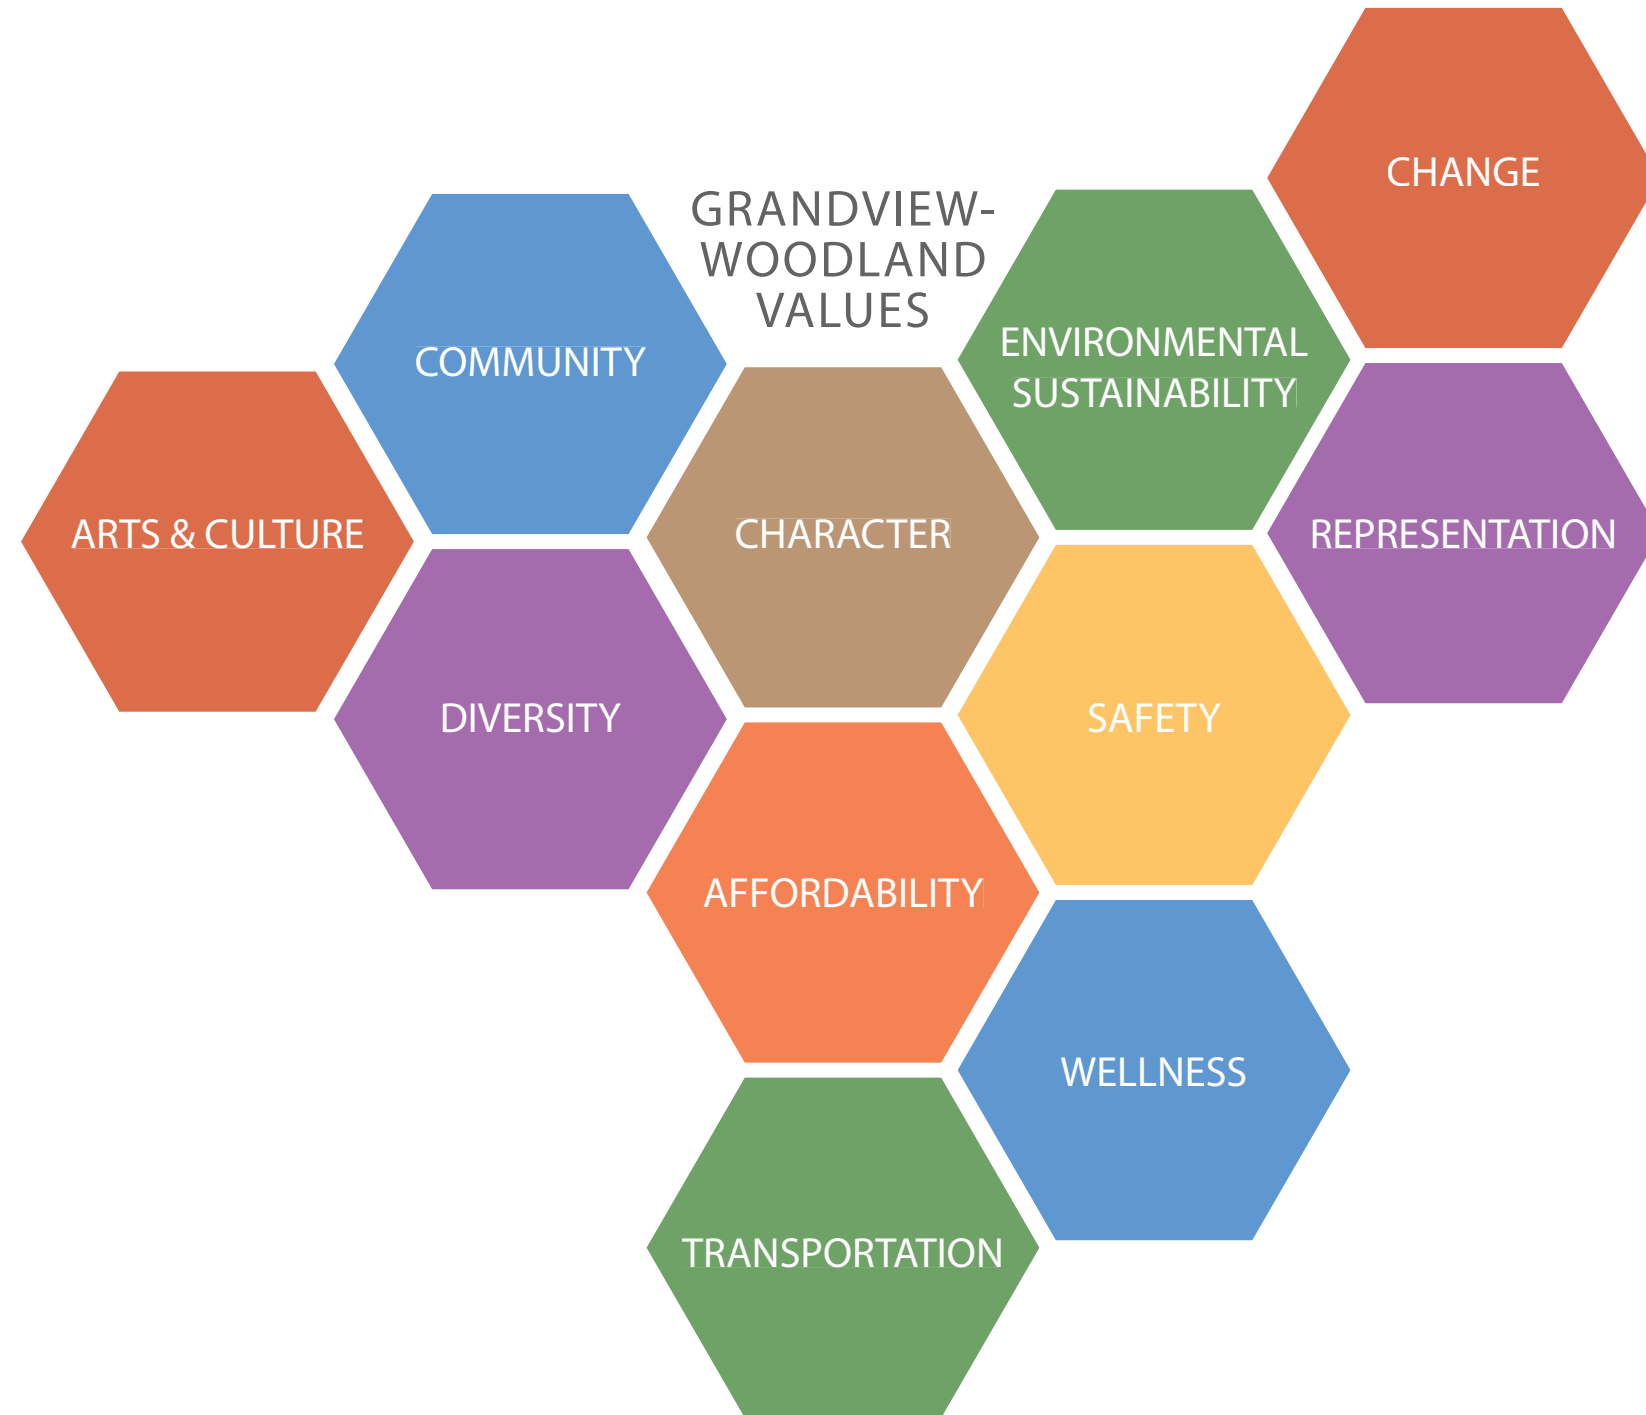 CHANGE
GRANDVIEW-
WOODLAND
VALUES
COMMUNITY
ENVIRONMENTAL
SUSTAINABILITY
ARTS & CULTURE
CHARACTER
REPRESENTATION
DIVERSITY
SAFETY
AFFORDABILITY
WELLNESS
TRANSPORTATION